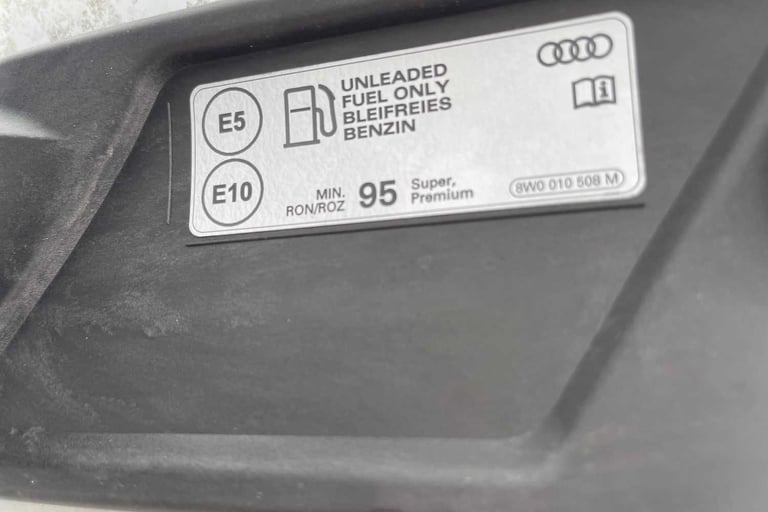 E5
E10
UNLEADED
FUEL ONLY
BLEIFREIES
BENZIN
MIN.
RON/ROZ
95
Super,
Premium
8W0 010 508 M
i